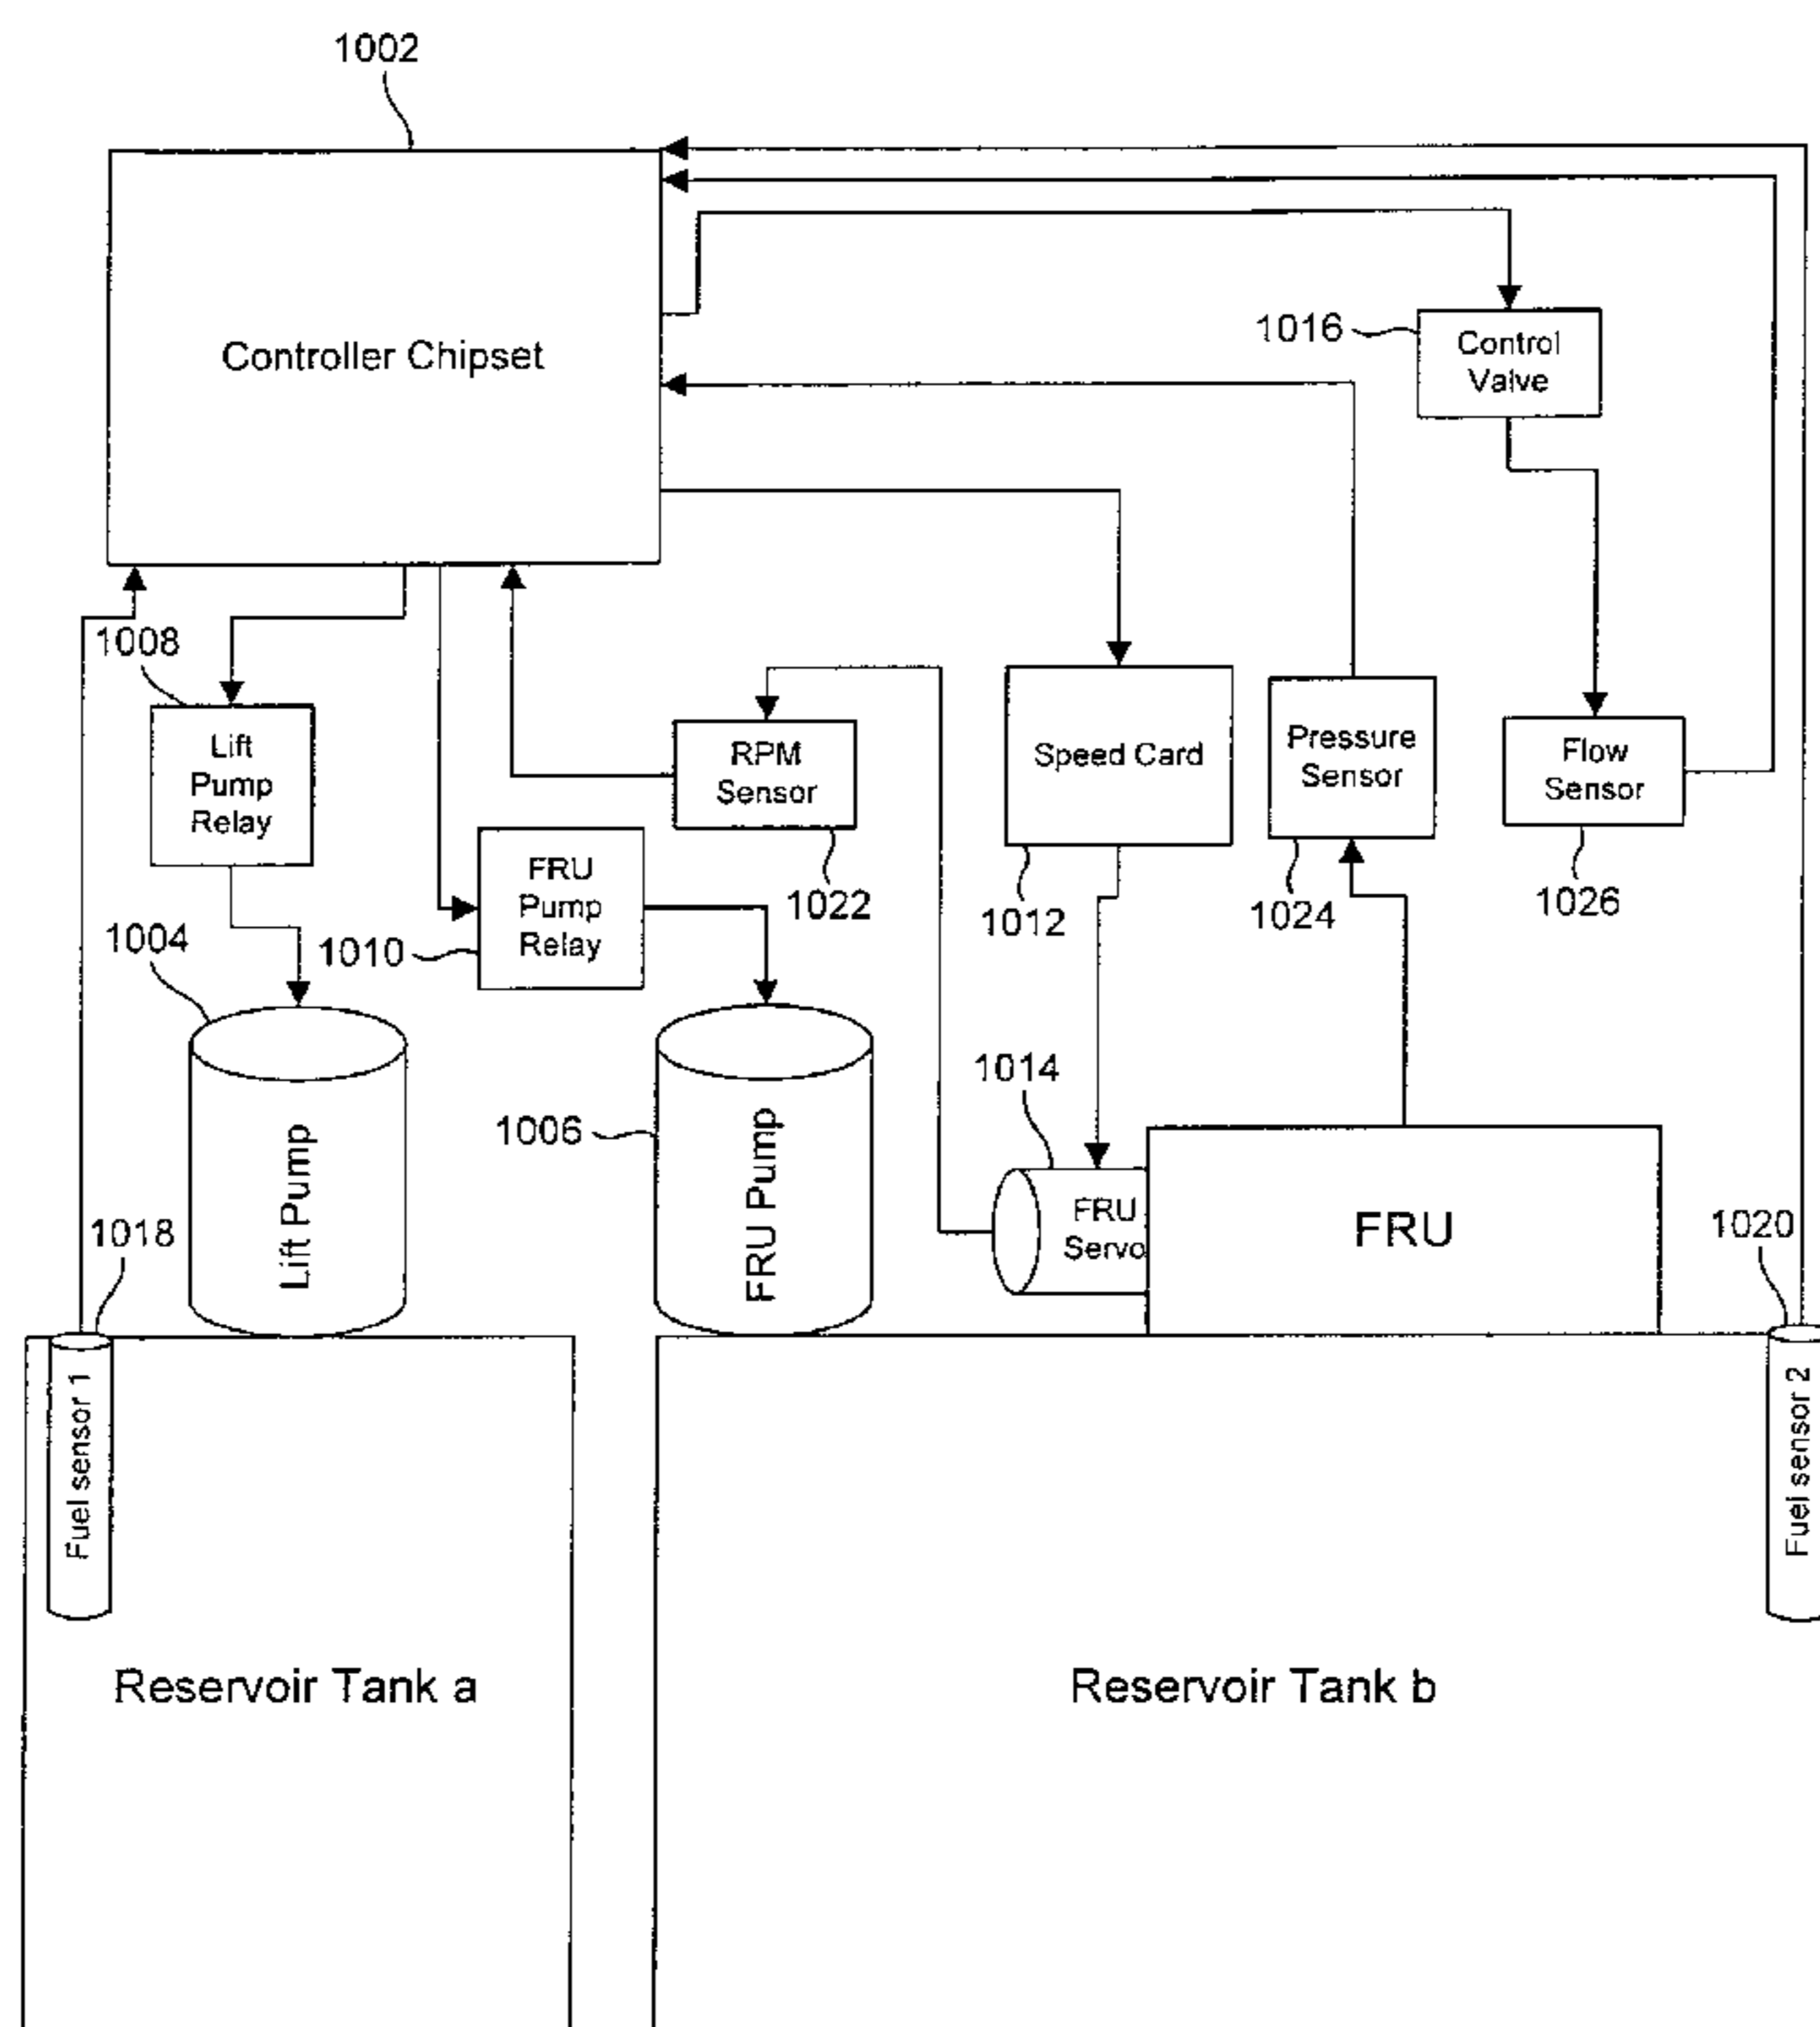 1002
Controller Chipset
1016
Control
Valve
1008
Lift
Pump
Relay
RPM
Sensor
1022
Speed Card
1012
Pressure
Sensor
1024
Flow
Sensor
1026
FRU
Pump
Relay
1010
1004
Lift Pump
1006
FRU Pump
1014
FRU
Servo
FRU
1018
1020
Fuel sensor 1
Fuel sensor 2
Reservoir Tank a
Reservoir Tank b